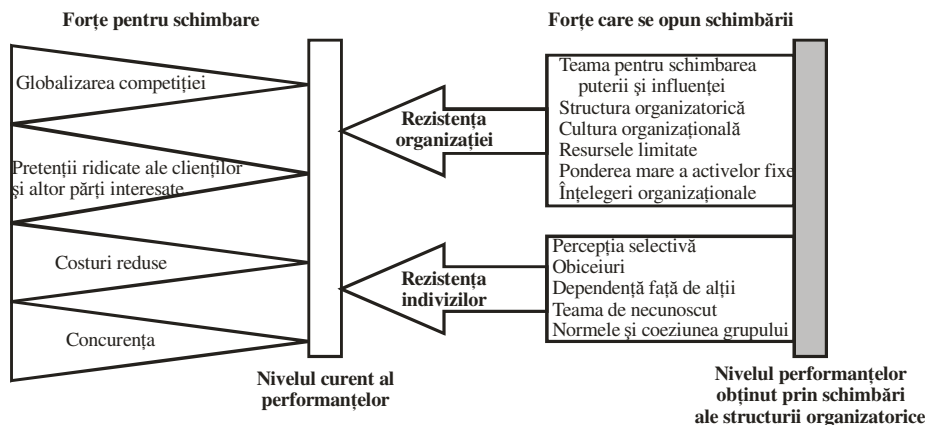 Forțe pentru schimbare
Globalizarea competiției
Pretenții ridicate ale clienților
și altor părți interesate
Costuri reduse
Concurența
Nivelul curent al
performanțelor
Rezistența
organizației
Rezistența
indivizilor
Forțe care se opun schimbării
Teama pentru schimbarea
puterii și influenței
Structura organizatorică
Cultura organizațională
Resursele limitate
Ponderea mare a activelor fixe
Înțelegeri organizaționale
Percepția selectivă
Obiceiuri
Dependență față de alții
Teama de necunoscut
Normele și coeziunea grupului
Nivelul performanțelor
obținut prin schimbări
ale structurii organizatorice